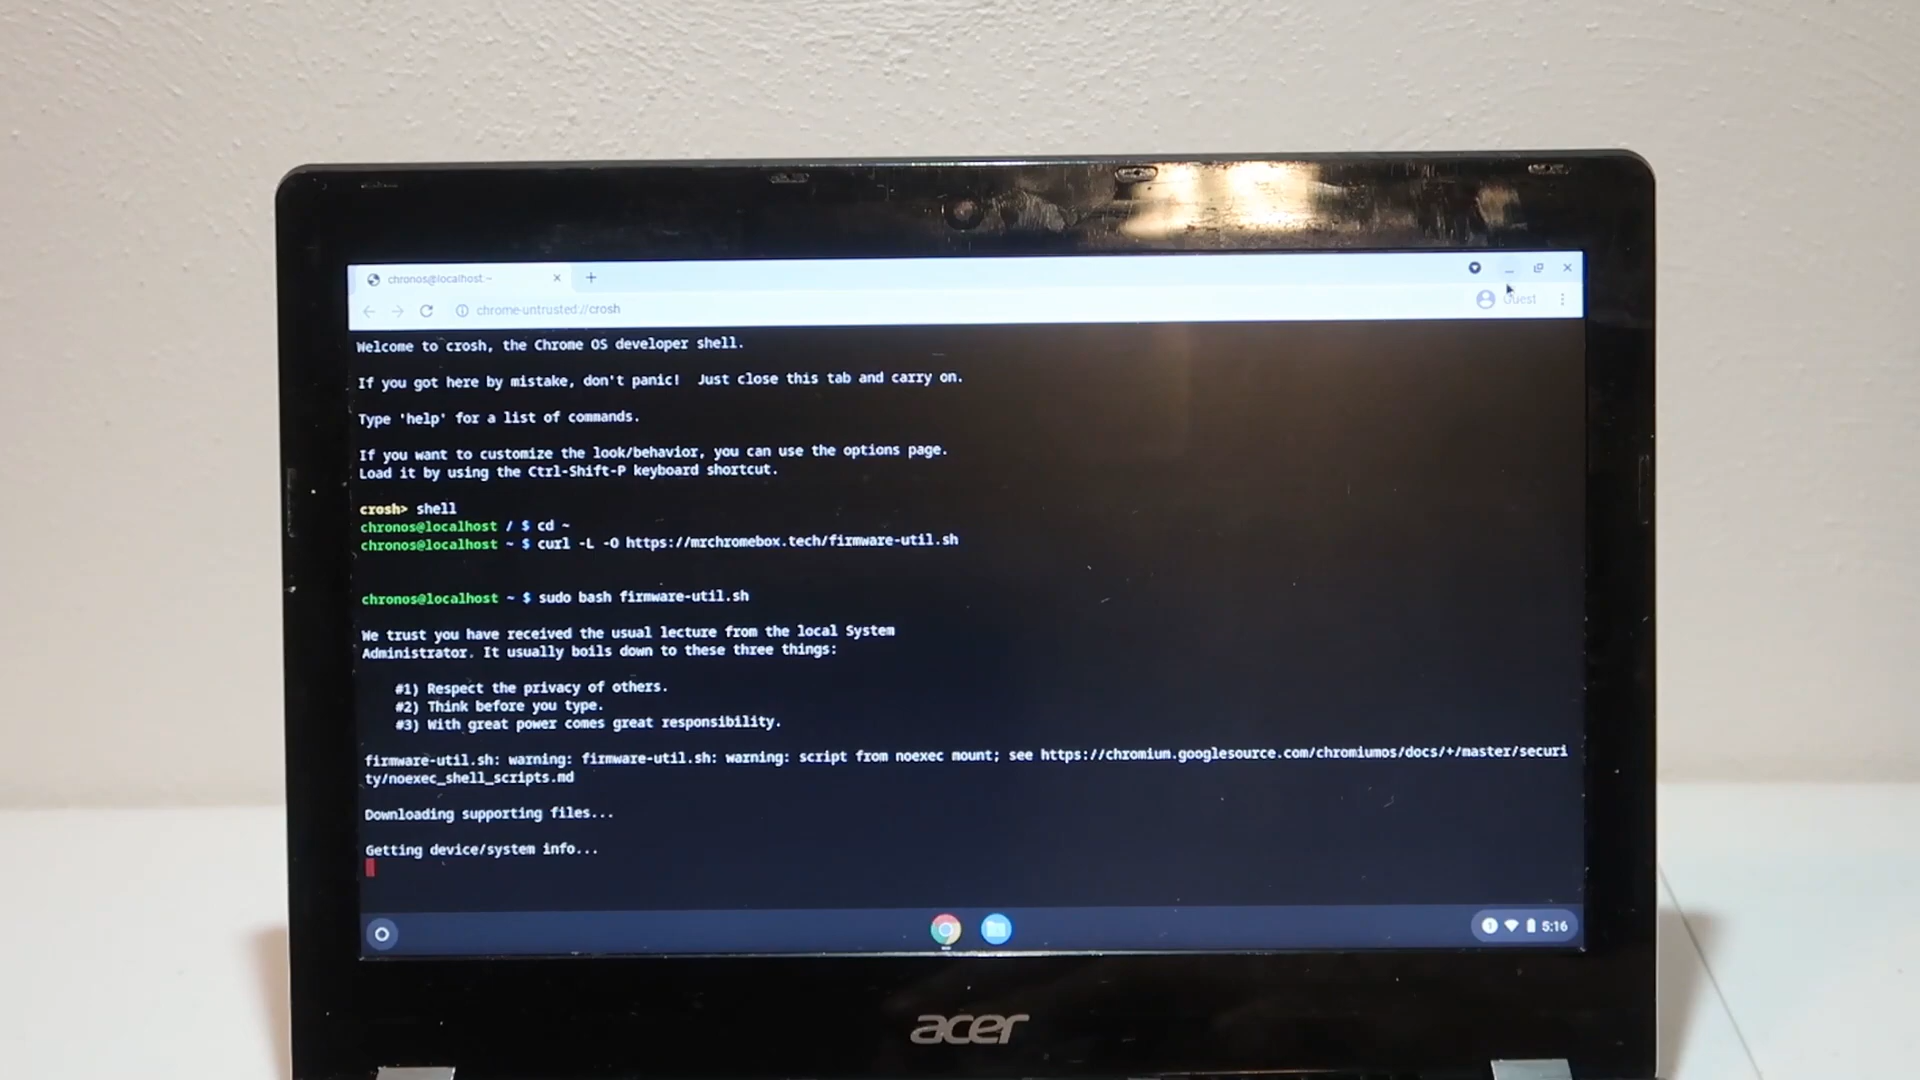 chronos@localhost:~
chrome-untrusted://crosh
Guest
Welcome to crosh, the Chrome OS developer shell.
If you got here by mistake, don't panic!  Just close this tab and carry on.
Type 'help' for a list of commands.
If you want to customize the look/behavior, you can use the options page.
Load it by using the Ctrl-Shift-P keyboard shortcut.
crosh> shell
chronos@localhost / $ cd ~
chronos@localhost ~ $ curl -L -O https://mrchromebox.tech/firmware-util.sh
chronos@localhost ~ $ sudo bash firmware-util.sh
We trust you have received the usual lecture from the local System
Administrator. It usually boils down to these three things:
#1) Respect the privacy of others.
#2) Think before you type.
#3) With great power comes great responsibility.
firmware-util.sh: warning: firmware-util.sh: warning: script from noexec mount; see https://chromium.googlesource.com/chromiumos/docs/+/master/securi
ty/noexec_shell_scripts.md
Downloading supporting files...
Getting device/system info...
1
5:16
acer